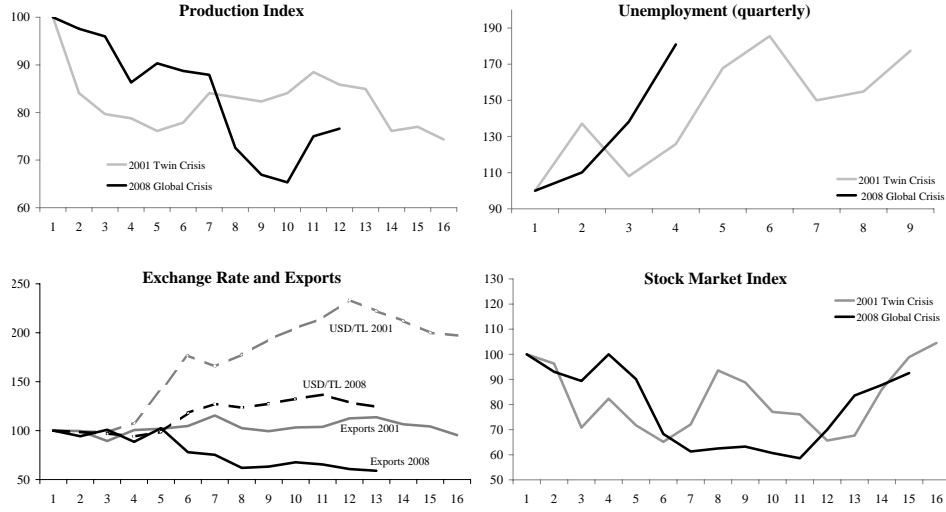 Production Index
100
90
80
70
60
2001 Twin Crisis
2008 Global Crisis
1 2 3 4 5 6 7 8 9 10 11 12 13 14 15 16
Unemployment (quarterly)
190
170
150
130
110
90
2001 Twin Crisis
2008 Global Crisis
1 2 3 4 5 6 7 8 9
Exchange Rate and Exports
250
200
150
100
50
USD/TL 2001
USD/TL 2008
Exports 2001
Exports 2008
1 2 3 4 5 6 7 8 9 10 11 12 13 14 15 16
Stock Market Index
130
120
110
100
90
80
70
60
50
2001 Twin Crisis
2008 Global Crisis
1 2 3 4 5 6 7 8 9 10 11 12 13 14 15 16